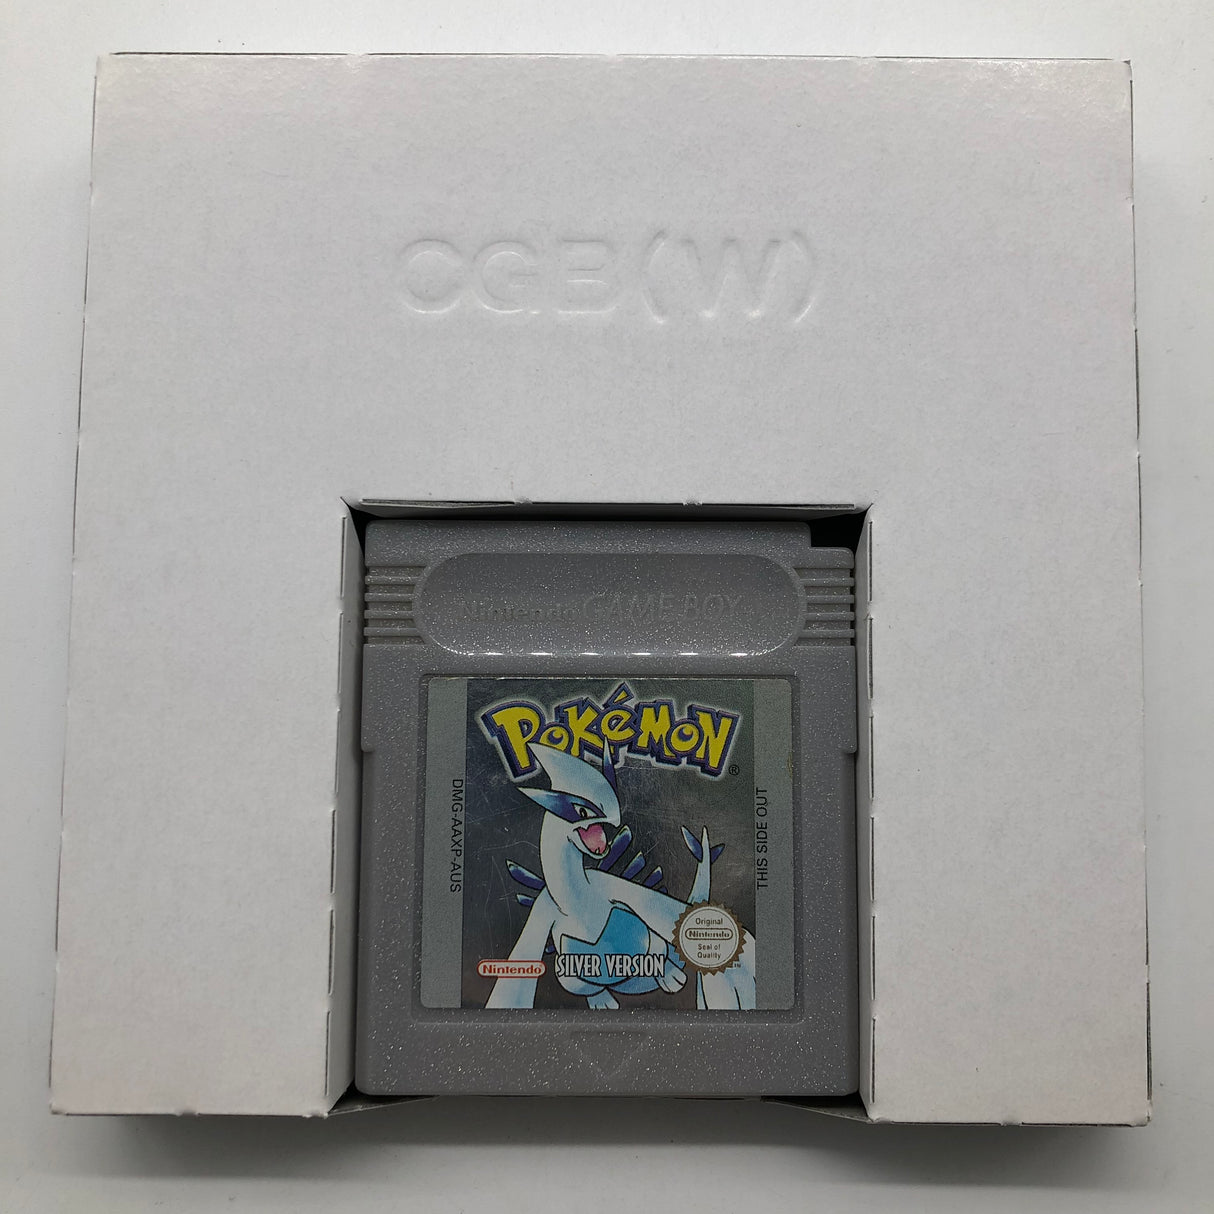 CGB(W)
Nintendo GAME BOY
POKéMON
®
DMG-AAXP-AUS
THIS SIDE OUT
Original
Nintendo
Seal of
Quality
TM
Nintendo
SILVER VERSION